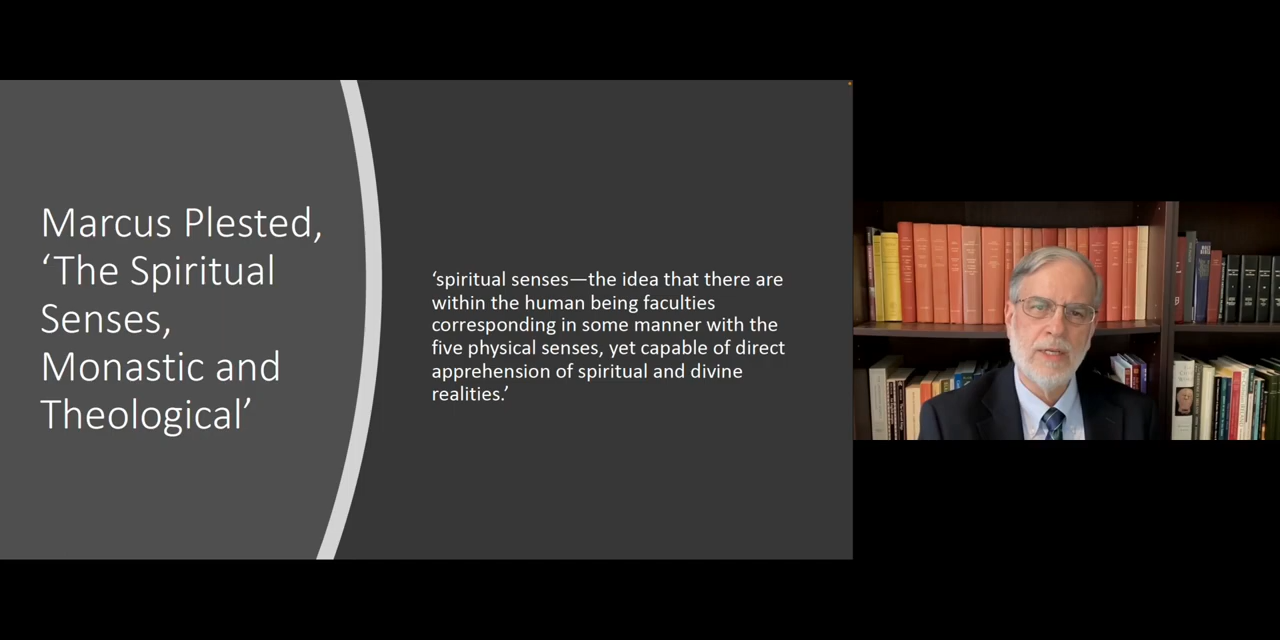 Marcus Plested,
‘The Spiritual
Senses,
Monastic and
Theological’
‘spiritual senses—the idea that there are
within the human being faculties
corresponding in some manner with the
five physical senses, yet capable of direct
apprehension of spiritual and divine
realities.’